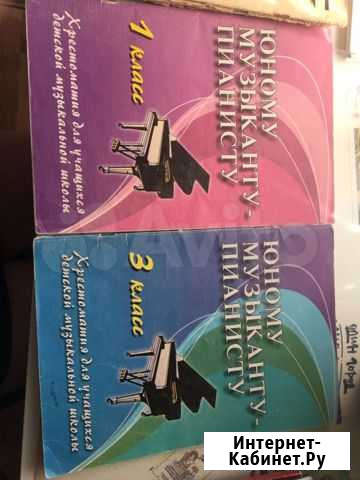 ЮНОМУ
МУЗЫКАНТУ-
ПИАНИСТУ
1 класс
Хрестоматия для учащихся
детской музыкальной школы
ЮНОМУ
МУЗЫКАНТУ-
ПИАНИСТУ
3 класс
Хрестоматия для учащихся
детской музыкальной школы
Avito
Интернет-
Кабинет.Ру